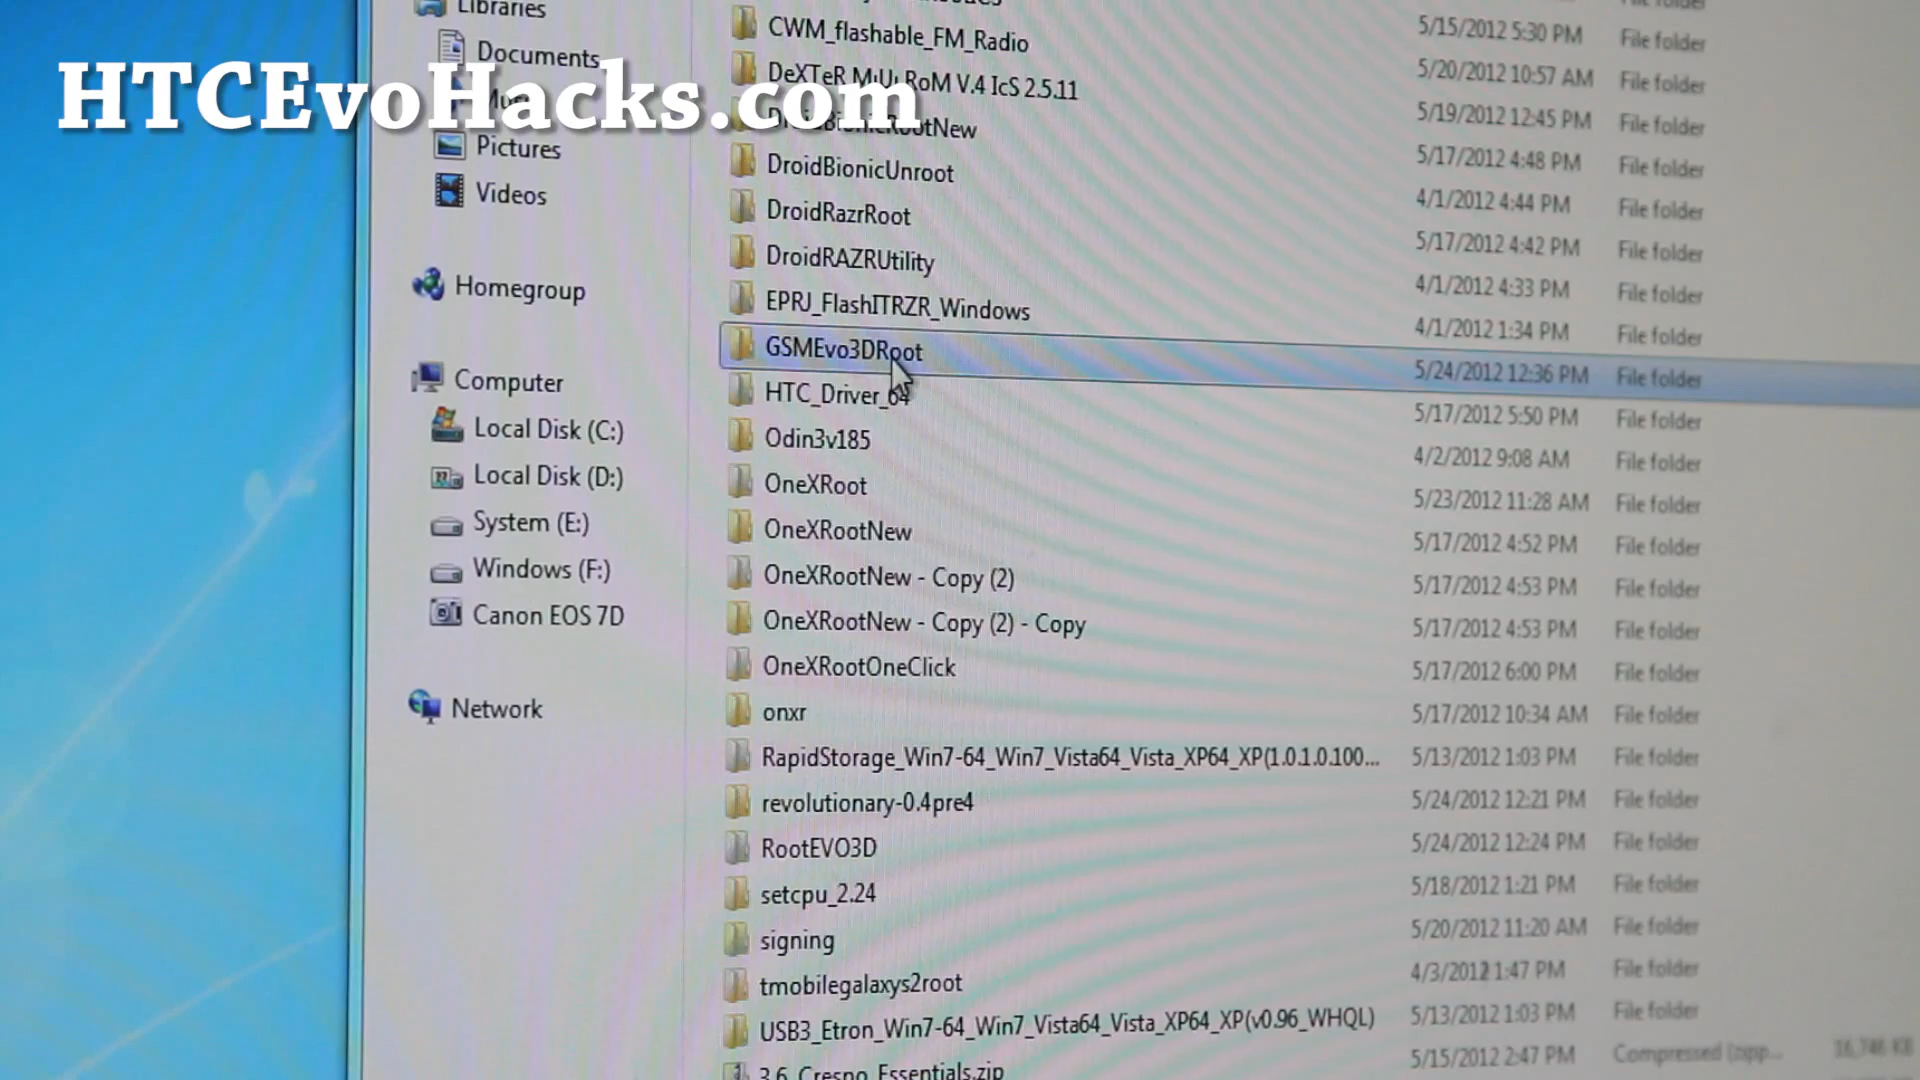 HTCEvoHacks.com
Libraries
Documents
Pictures
Videos
Homegroup
Computer
Local Disk (C:)
Local Disk (D:)
System (E:)
Windows (F:)
Canon EOS 7D
Network
CWM_flashable_FM_Radio 5/15/2012 5:30 PM File folder
DeXTeR MiUi RoM V.4 IcS 2.5.11 5/20/2012 10:57 AM File folder
DroidBionicRootNew 5/19/2012 12:45 PM File folder
DroidBionicUnroot 5/17/2012 4:48 PM File folder
DroidRazrRoot 4/1/2012 4:44 PM File folder
DroidRAZRUtility 5/17/2012 4:42 PM File folder
EPRJ_FlashITRZR_Windows 4/1/2012 4:33 PM File folder
GSMEvo3DRoot 4/1/2012 1:34 PM File folder
HTC_Driver_64 5/24/2012 12:36 PM File folder
Odin3v185 5/17/2012 5:50 PM File folder
OneXRoot 4/2/2012 9:08 AM File folder
OneXRootNew 5/23/2012 11:28 AM File folder
OneXRootNew - Copy (2) 5/17/2012 4:52 PM File folder
OneXRootNew - Copy (2) - Copy 5/17/2012 4:53 PM File folder
OneXRootOneClick 5/17/2012 4:53 PM File folder
onxr 5/17/2012 6:00 PM File folder
RapidStorage_Win7-64_Win7_Vista64_Vista_XP64_XP(1.0.1.0.100... 5/17/2012 10:34 AM File folder
revolutionary-0.4pre4 5/13/2012 1:03 PM File folder
RootEVO3D 5/24/2012 12:21 PM File folder
setcpu_2.24 5/24/2012 12:24 PM File folder
signing 5/18/2012 1:21 PM File folder
tmobilegalaxys2root 5/20/2012 11:20 AM File folder
USB3_Etron_Win7-64_Win7_Vista64_Vista_XP64_XP(v0.96_WHQL) 4/3/2012 1:47 PM File folder
3.6_Crespo_Essentials.zip 5/13/2012 1:03 PM File folder
5/15/2012 2:47 PM Compressed (zipp...